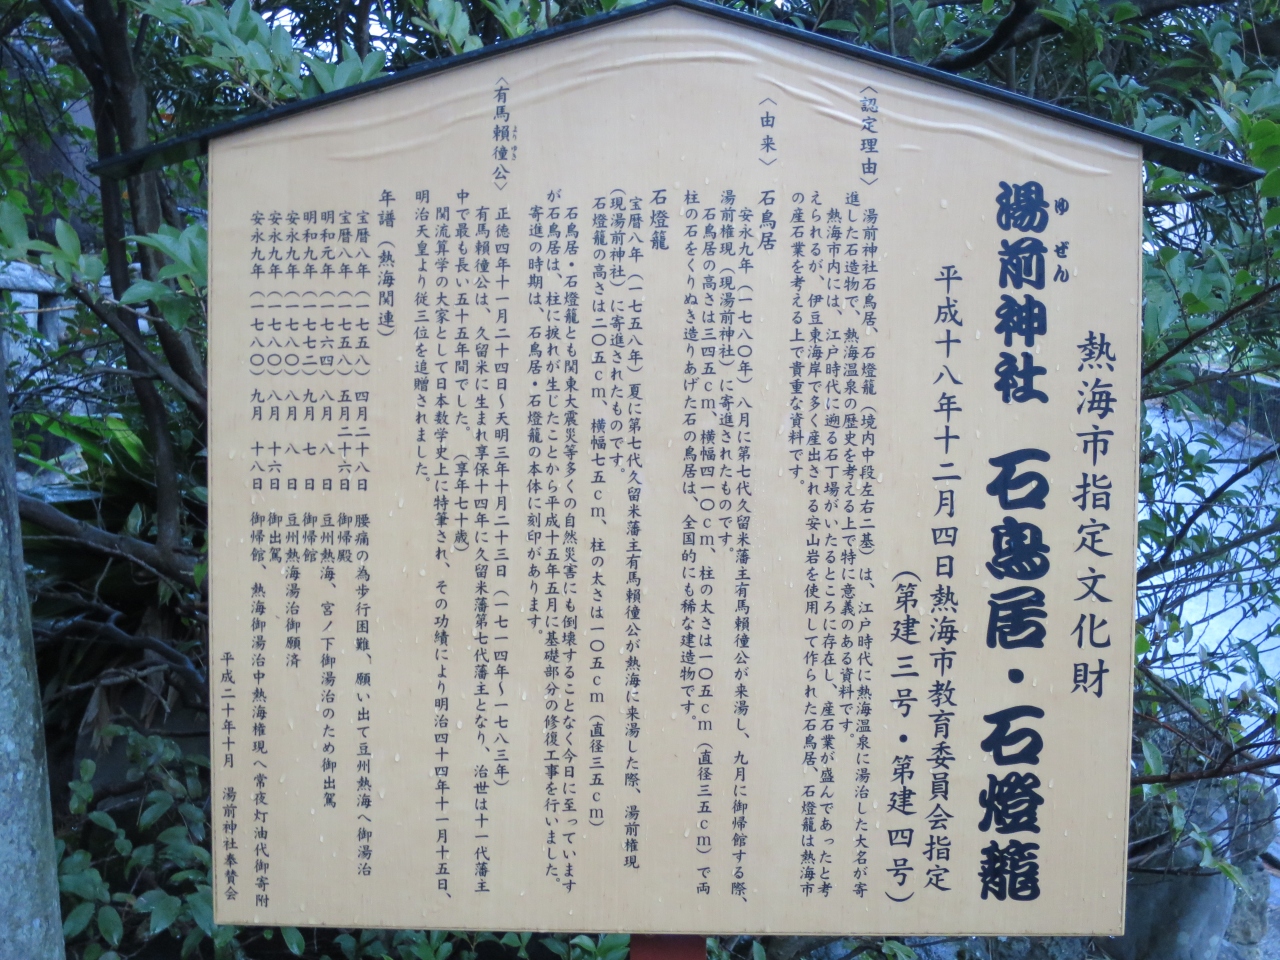 熱海市指定文化財
湯前神社 石鳥居・石燈籠
ゆ ぜん
平成十八年十二月四日熱海市教育委員会指定
(第建三号・第建四号)
〈認定理由〉
湯前神社石鳥居、石燈籠(境内中段左右二基)は、江戸時代に熱海温泉に湯治した大名が寄
進した石造物で、熱海温泉の歴史を考える上で特に意義のある資料です。
熱海市内には、江戸時代に遡る石丁場がいたるところに存在し、産石業が盛んであったと考
えられるが、伊豆東海岸で多く産出される安山岩を使用して作られた石鳥居、石燈籠は熱海市
の産石業を考える上で貴重な資料です。
〈由来〉
石鳥居
安永九年(一七八〇年)八月に第七代久留米藩主有馬頼徸公が来湯し、九月に御帰館する際、
湯前権現(現湯前神社)に寄進されたものです。
石鳥居の高さは三四五cm、横幅四一〇cm、柱の太さは一〇五cm(直径三五cm)で両
柱の石をくりぬき造りあげた石の鳥居は、全国的にも稀な建造物です。
石燈籠
宝暦八年(一七五八年)夏に第七代久留米藩主有馬頼徸公が熱海に来湯した際、湯前権現
(現湯前神社)に寄進されたものです。
石燈籠の高さは二〇五cm、横幅七五cm、柱の太さは一〇五cm(直径三五cm)
石鳥居・石燈籠とも関東大震災等多くの自然災害にも倒壊することなく今日に至っています
が石鳥居は、柱に捩れが生じたことから平成十五年五月に基礎部分の修復工事を行いました。
寄進の時期は、石鳥居・石燈籠の本体に刻印があります。
〈有馬頼徸公〉
より ゆき
正徳四年十一月二十四日〜天明三年十月二十三日(一七一四年〜一七八三年)
有馬頼徸公は、久留米に生まれ享保十四年に久留米藩第七代藩主となり、治世は十一代藩主
中で最も長い五十五年間でした。(享年七十歳)
関流算学の大家として日本数学史上に特筆され、その功績により明治四十四年十一月十五日、
明治天皇より従三位を追贈されました。
年譜(熱海関連)
宝暦八年(一七五八)四月二十八日 腰痛の為歩行困難、願い出て豆州熱海へ御湯治
宝暦八年(一七五八)五月二十六日 御帰殿
明和元年(一七六四)八月 八日 豆州熱海、宮ノ下御湯治のため御出駕
明和九年(一七七二)九月 七日 御帰館
安永九年(一七八〇)八月 八日 豆州熱海湯治御願済
安永九年(一七八〇)八月 十六日 御出駕
安永九年(一七八〇)九月 十八日 御帰館、熱海御湯治中熱海権現へ常夜灯油代御寄附
平成二十年十月 湯前神社奉賛会